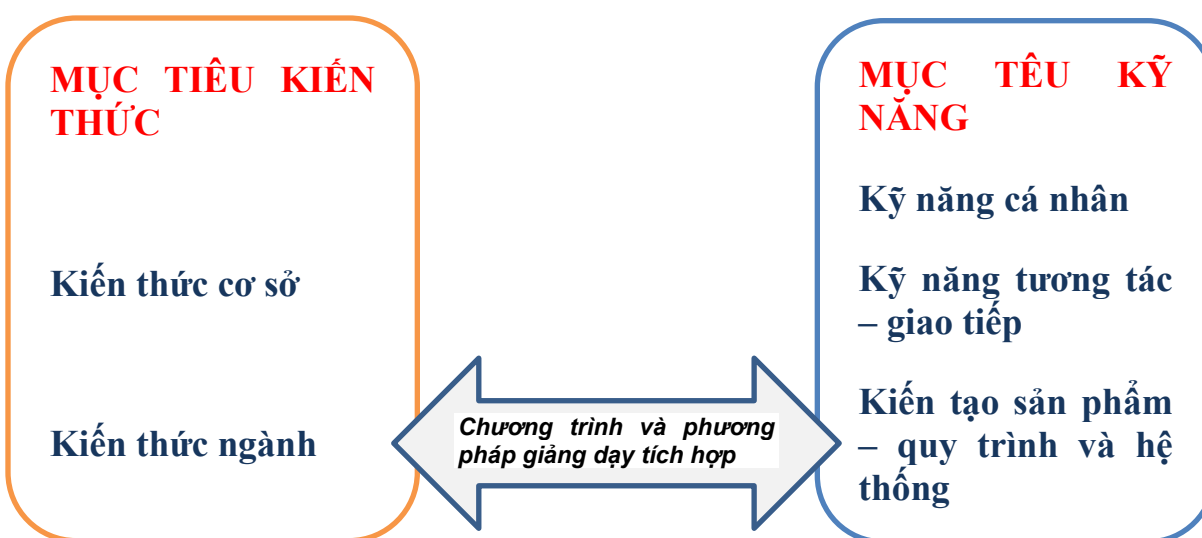 MỤC TIÊU KIẾN
THỨC
Kiến thức cơ sở
Kiến thức ngành
Chương trình và phương
pháp giảng dạy tích hợp
MỤC TÊU KỸ
NĂNG
Kỹ năng cá nhân
Kỹ năng tương tác
– giao tiếp
Kiến tạo sản phẩm
– quy trình và hệ
thống